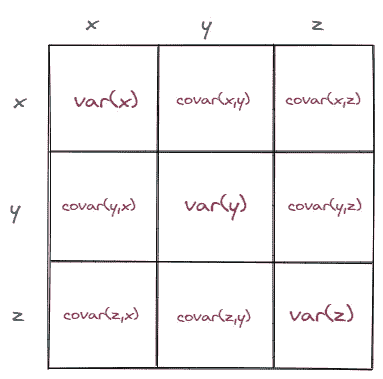 x y z
x var(x) covar(x,y) covar(x,z)
y covar(y,x) var(y) covar(y,z)
z covar(z,x) covar(z,y) var(z)